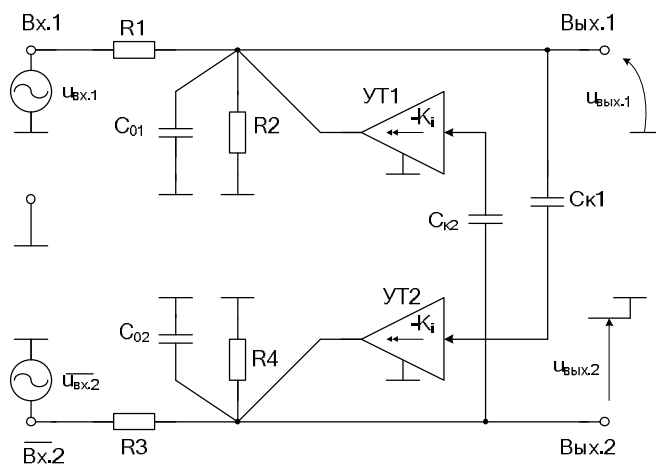 Вх.1
R1
Вых.1
uвх.1
C01
R2
УТ1
-Ki
uвых.1
Cк2
Cк1
УТ2
-Ki
C02
R4
uвх.2
uвых.2
Вх.2
R3
Вых.2